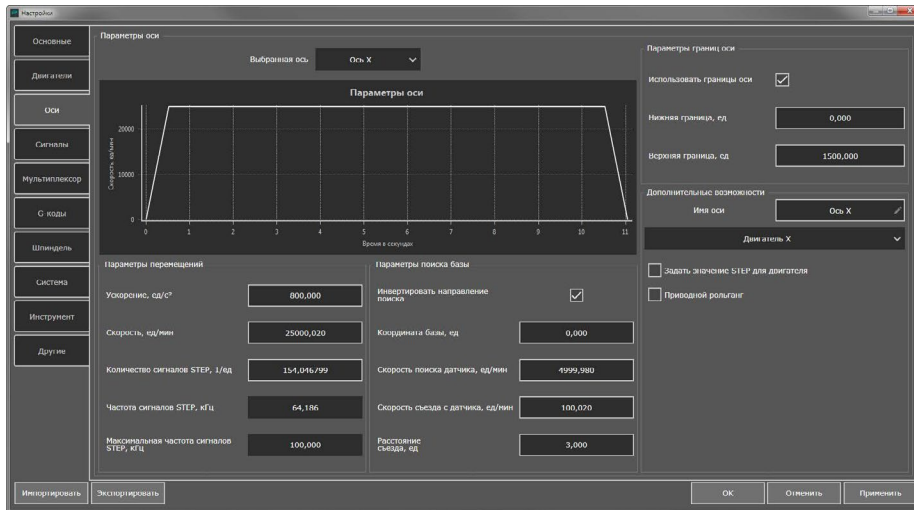 Настройки
Основные
Двигатели
Оси
Сигналы
Мультиплексор
G-коды
Шпиндель
Система
Инструмент
Другие
Параметры оси
Выбранная ось
Ось X
Параметры оси
Скорость ед/мин
20000
10000
0
0 1 2 3 4 5 6 7 8 9 10 11
Время в секундах
Параметры перемещений
Ускорение, ед/с²
800,000
Скорость, ед/мин
25000,020
Количество сигналов STEP, 1/ед
154,046799
Частота сигналов STEP, кГц
64,186
Максимальная частота сигналов
STEP, кГц
100,000
Параметры поиска базы
Инвертировать направление
поиска
Координата базы, ед
0,000
Скорость поиска датчика, ед/мин
4999,980
Скорость съезда с датчика, ед/мин
100,020
Расстояние
съезда, ед
3,000
Параметры границ оси
Использовать границы оси
Нижняя граница, ед
0,000
Верхняя граница, ед
1500,000
Дополнительные возможности
Имя оси
Ось X
Двигатель X
Задать значение STEP для двигателя
Приводной рольганг
Импортировать
Экспортировать
ОК
Отменить
Применить